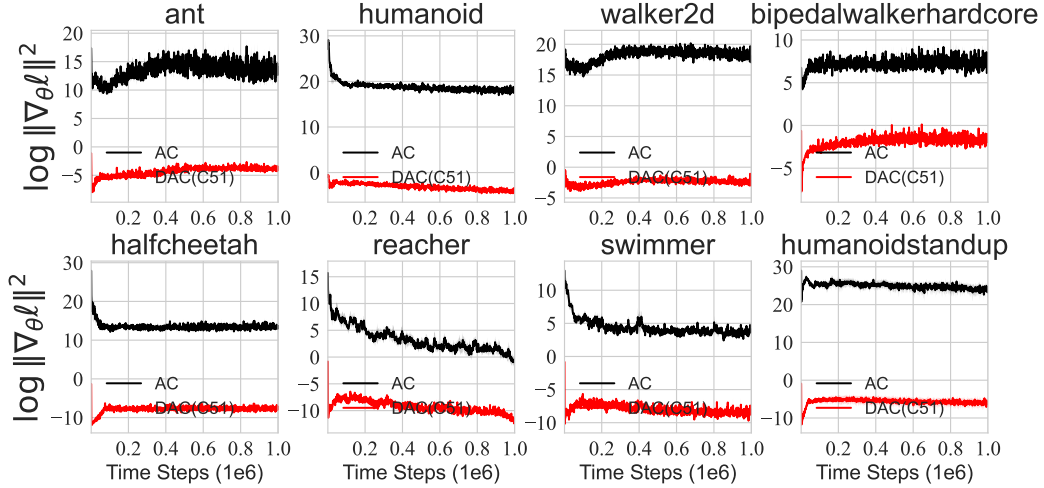 ant humanoid walker2d bipedalwalkerhardcore
log ‖∇θℓ‖²
20
15
10
5
0
−5
AC
DAC(C51)
0.2 0.4 0.6 0.8 1.0
30
20
10
0
AC
DAC(C51)
0.2 0.4 0.6 0.8 1.0
20
15
10
5
0
−5
AC
DAC(C51)
0.2 0.4 0.6 0.8 1.0
10
5
0
−5
AC
DAC(C51)
0.2 0.4 0.6 0.8 1.0
halfcheetah reacher swimmer humanoidstandup
log ‖∇θℓ‖²
30
20
10
0
−10
AC
DAC(C51)
0.2 0.4 0.6 0.8 1.0
Time Steps (1e6)
15
10
5
0
−5
−10
AC
DAC(C51)
0.2 0.4 0.6 0.8 1.0
Time Steps (1e6)
10
5
0
−5
−10
AC
DAC(C51)
0.2 0.4 0.6 0.8 1.0
Time Steps (1e6)
30
20
10
0
−10
AC
DAC(C51)
0.2 0.4 0.6 0.8 1.0
Time Steps (1e6)